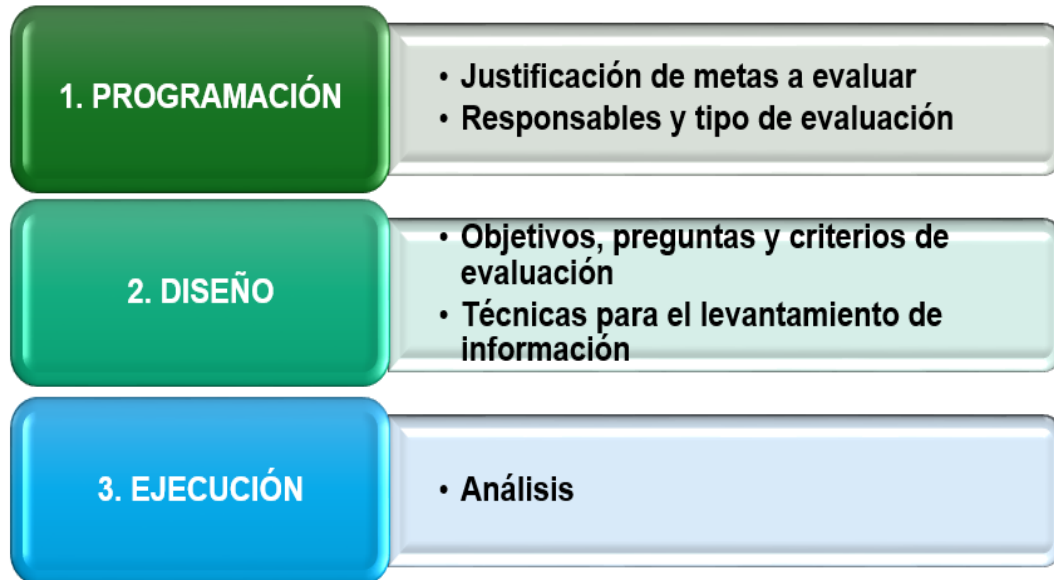 1. PROGRAMACIÓN
• Justificación de metas a evaluar
• Responsables y tipo de evaluación
2. DISEÑO
• Objetivos, preguntas y criterios de
evaluación
• Técnicas para el levantamiento de
información
3. EJECUCIÓN
• Análisis